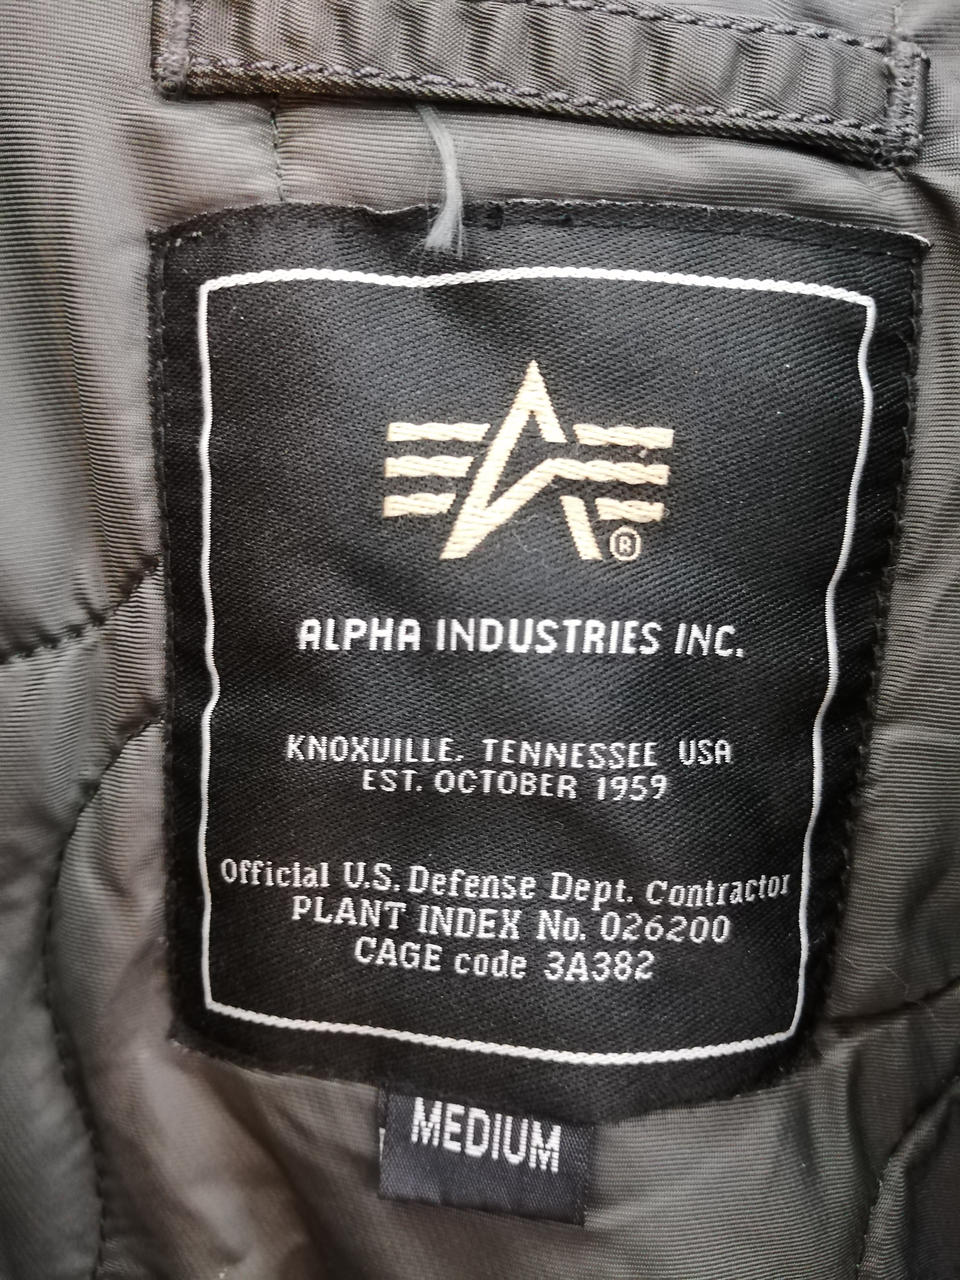 ®
ALPHA INDUSTRIES INC.
KNOXVILLE, TENNESSEE USA
EST. OCTOBER 1959
Official U.S. Defense Dept. Contractor
PLANT INDEX No. 026200
CAGE code 3A382
MEDIUM